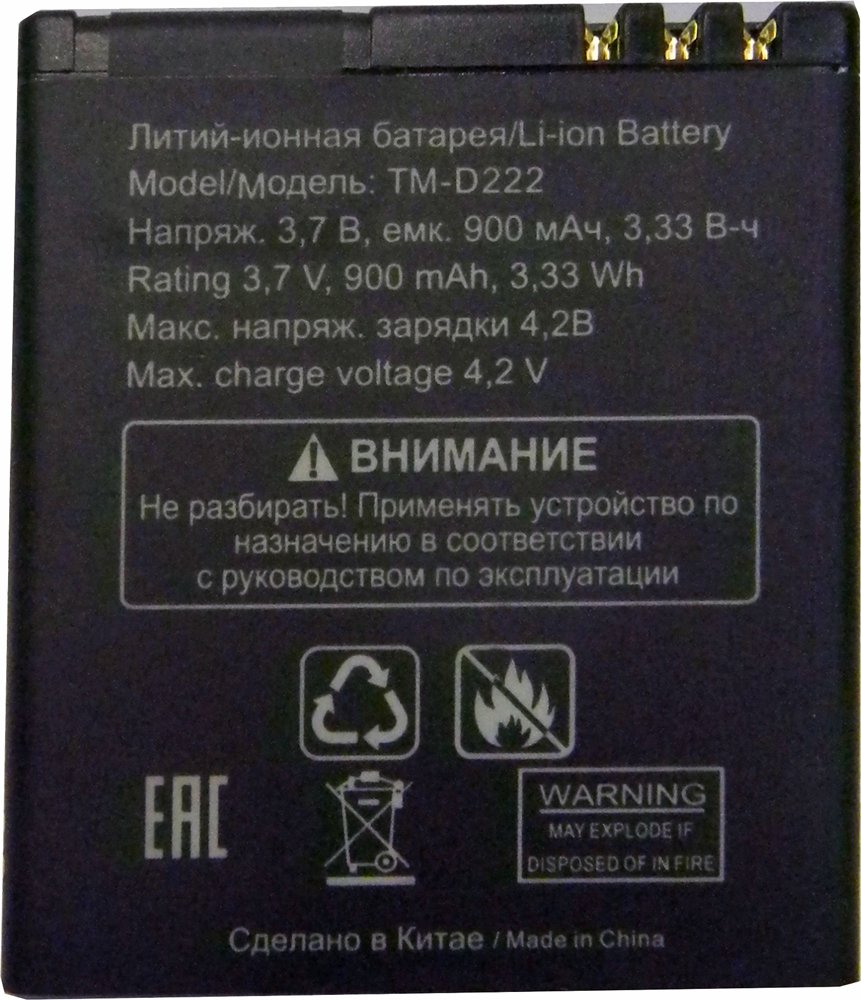 Литий-ионная батарея/Li-ion Battery
Model/Модель: TM-D222
Напряж. 3,7 В, емк. 900 мАч, 3,33 В-ч
Rating 3,7 V, 900 mAh, 3,33 Wh
Макс. напряж. зарядки 4,2В
Max. charge voltage 4,2 V
ВНИМАНИЕ
Не разбирать! Применять устройство по
назначению в соответствии
с руководством по эксплуатации
EAC
WARNING
MAY EXPLODE IF
DISPOSED OF IN FIRE
Сделано в Китае / Made in China